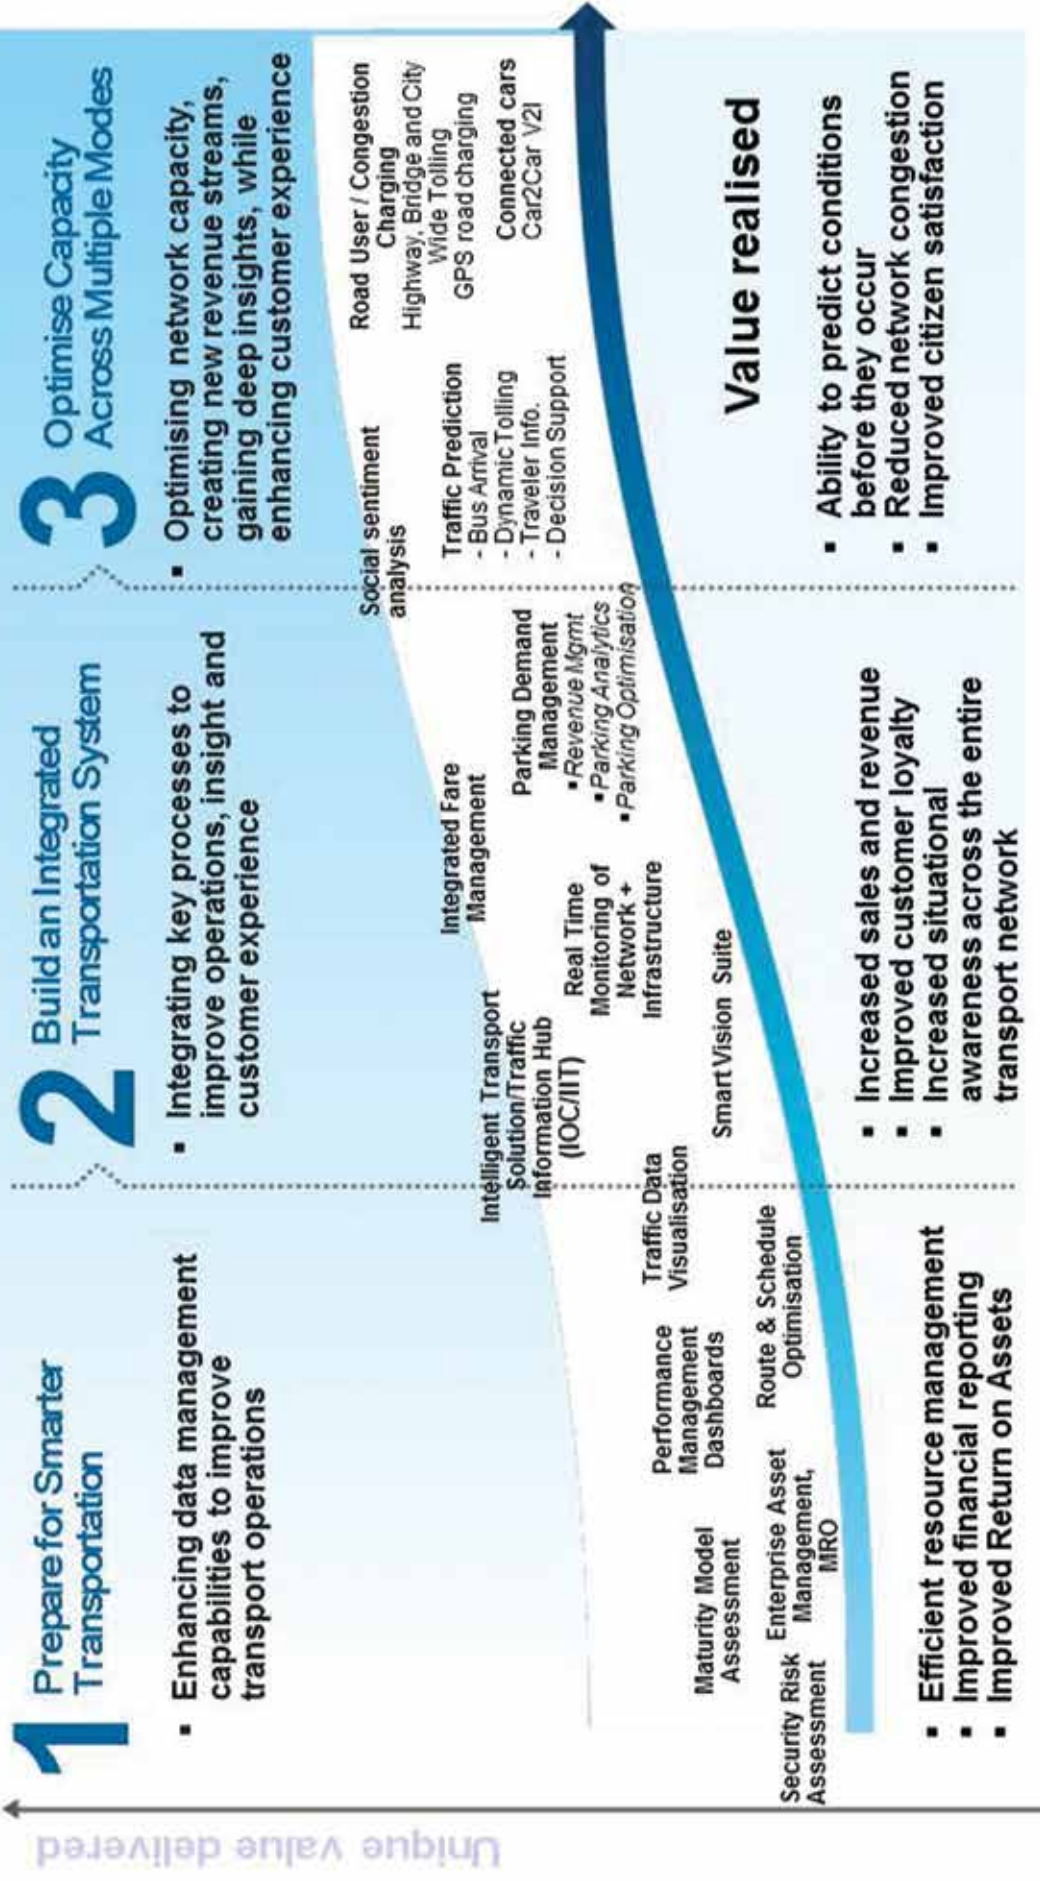 Unique value delivered
1
Prepare for Smarter
Transportation
▪ Enhancing data management
capabilities to improve
transport operations
2
Build an Integrated
Transportation System
▪ Integrating key processes to
improve operations, insight and
customer experience
3
Optimise Capacity
Across Multiple Modes
▪ Optimising network capacity,
creating new revenue streams,
gaining deep insights, while
enhancing customer experience
Security Risk
Assessment
Maturity Model
Assessment
Enterprise Asset
Management,
MRO
Performance
Management
Dashboards
Route & Schedule
Optimisation
Traffic Data
Visualisation
Intelligent Transport
Solution/Traffic
Information Hub
(IOC/IIT)
Smart Vision Suite
Real Time
Monitoring of
Network +
Infrastructure
Integrated Fare
Management
Parking Demand
Management
▪Revenue Mgmt
▪Parking Analytics
▪Parking Optimisation
Social sentiment
analysis
Traffic Prediction
- Bus Arrival
- Dynamic Tolling
- Traveler Info.
- Decision Support
Road User / Congestion
Charging
Highway, Bridge and City
Wide Tolling
GPS road charging
Connected cars
Car2Car V2I
Value realised
▪ Efficient resource management
▪ Improved financial reporting
▪ Improved Return on Assets
▪ Increased sales and revenue
▪ Improved customer loyalty
▪ Increased situational
awareness across the entire
transport network
▪ Ability to predict conditions
before they occur
▪ Reduced network congestion
▪ Improved citizen satisfaction